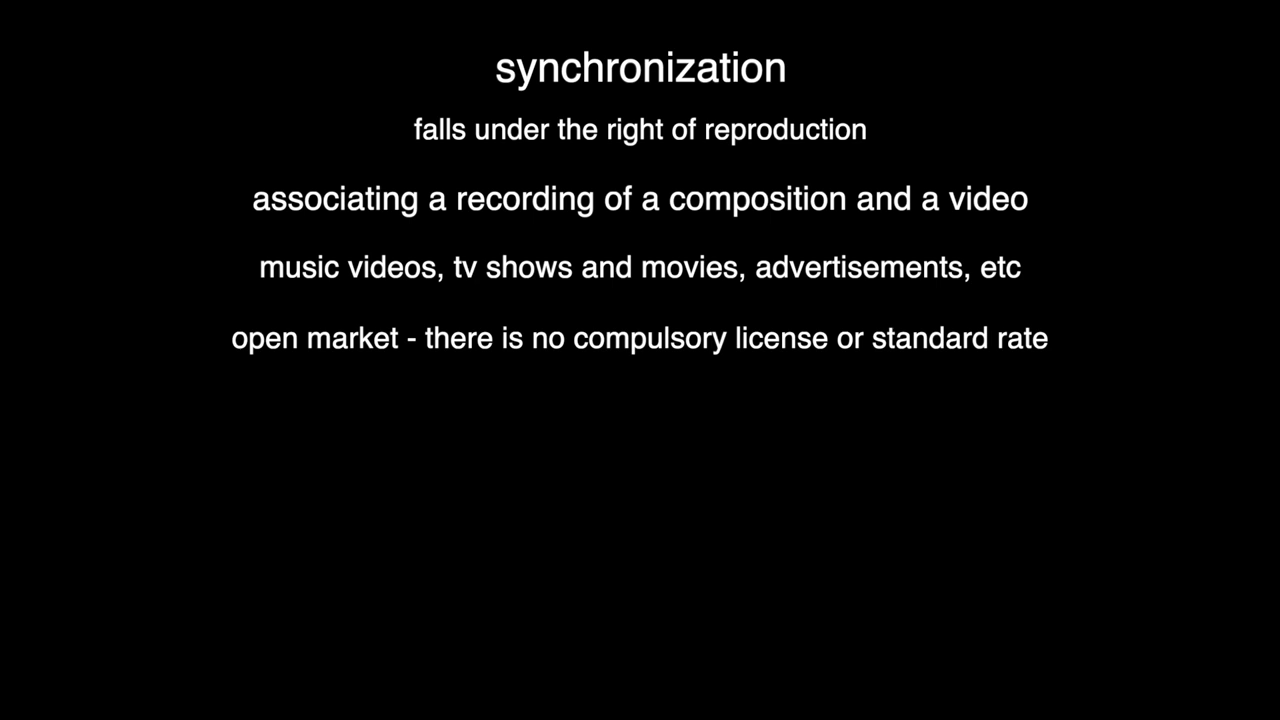 synchronization
falls under the right of reproduction
associating a recording of a composition and a video
music videos, tv shows and movies, advertisements, etc
open market - there is no compulsory license or standard rate